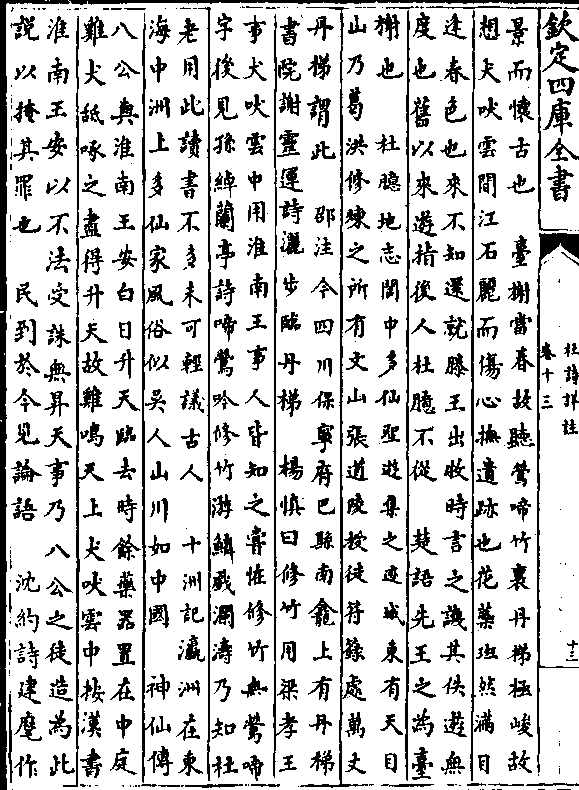 欽定四庫全書
杜詩詳註
卷十三
十三
景而懷古也　臺榭當春故聽鶯啼竹裏丹梯極峻故
想犬吠雲間江石麗而傷心撫遺跡也花蘂班然滿目
逢春色也來不知還就滕王出牧時言之譏其佚遊無
度也舊以來遊指後人杜臆不從　楚語先王之為臺
榭也　杜臆地志閬中多仙聖遊集之迹城東有天目
山乃葛洪修煉之所有文山張道陵授徒符籙處萬丈
丹梯謂此　邵注今四川保寧府巴縣南龕上有丹梯
書院謝靈運詩灑步臨丹梯　楊慎曰修竹用梁孝王
事犬吠雲中用淮南王事人皆知之嘗怪修竹無鶯啼
字後見孫綽蘭亭詩啼鶯吟修竹游鱗戲瀾濤乃知杜
老用此讀書不多未可輕議古人　十洲記瀛洲在東
海中洲上多仙家風俗似吳人山川如中國　神仙傳
八公與淮南王安白日升天臨去時餘藥器置在中庭
雞犬舐啄之盡得升天故雞鳴天上犬吠雲中按漢書
淮南王安以不法受誅無昇天事乃八公之徒造為此
說以掩其罪也　民到於今見論語　沈約詩建麾作